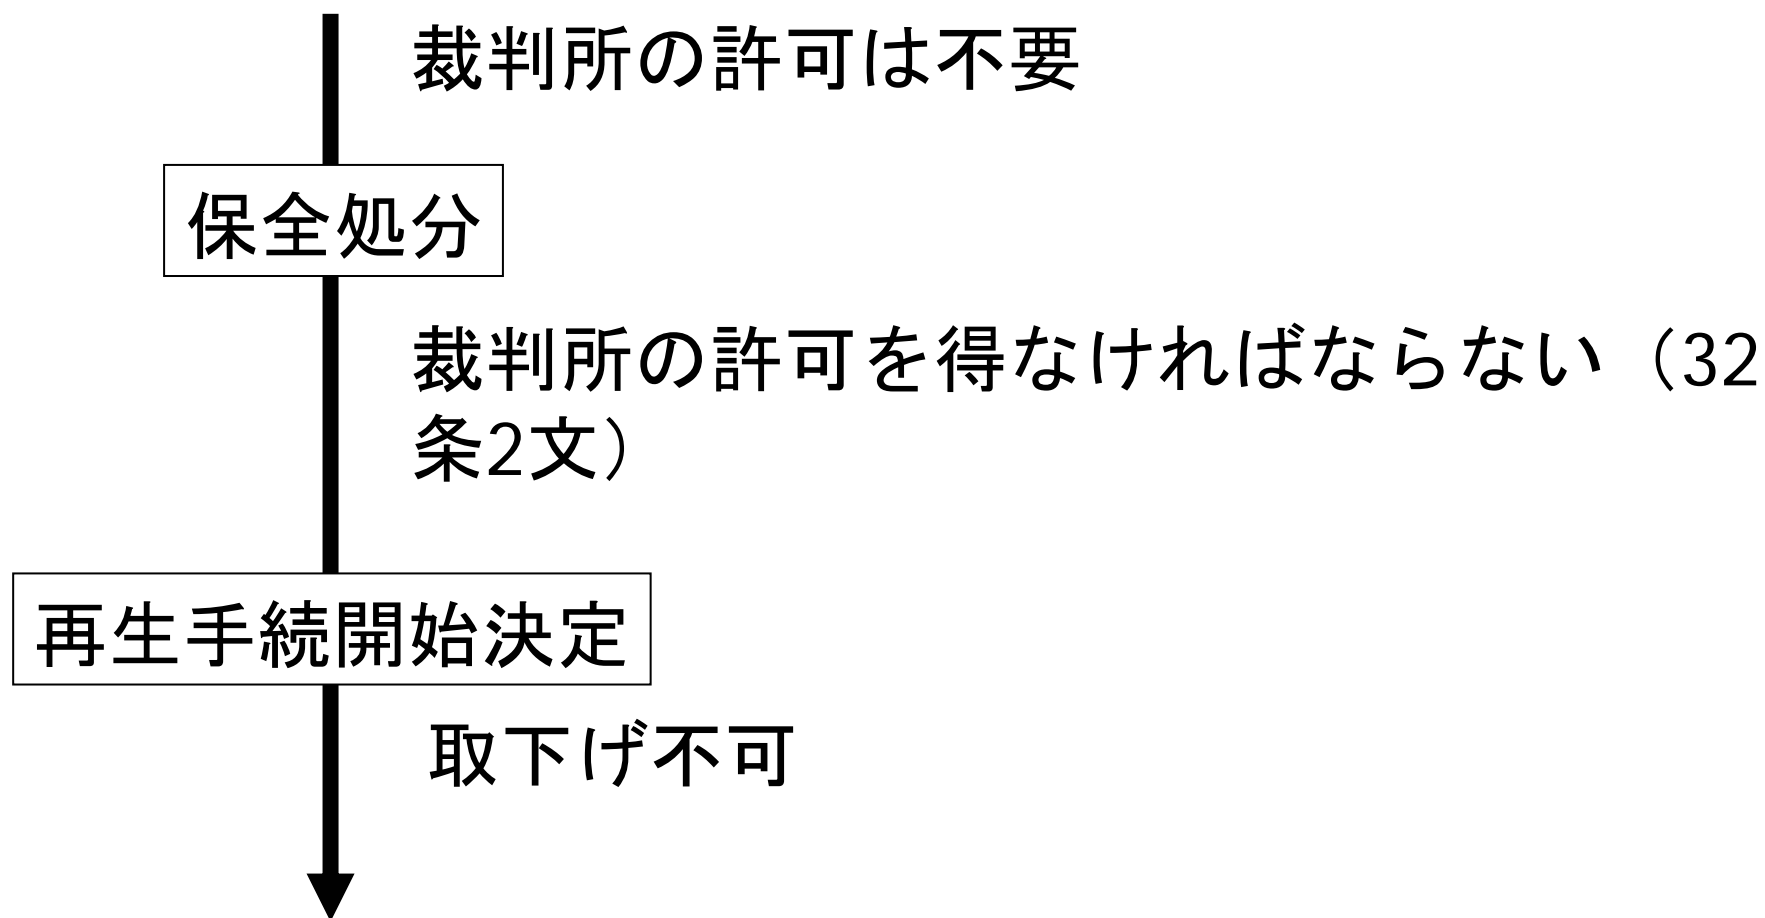 裁判所の許可は不要
保全処分
裁判所の許可を得なければならない（32
条2文）
再生手続開始決定
取下げ不可